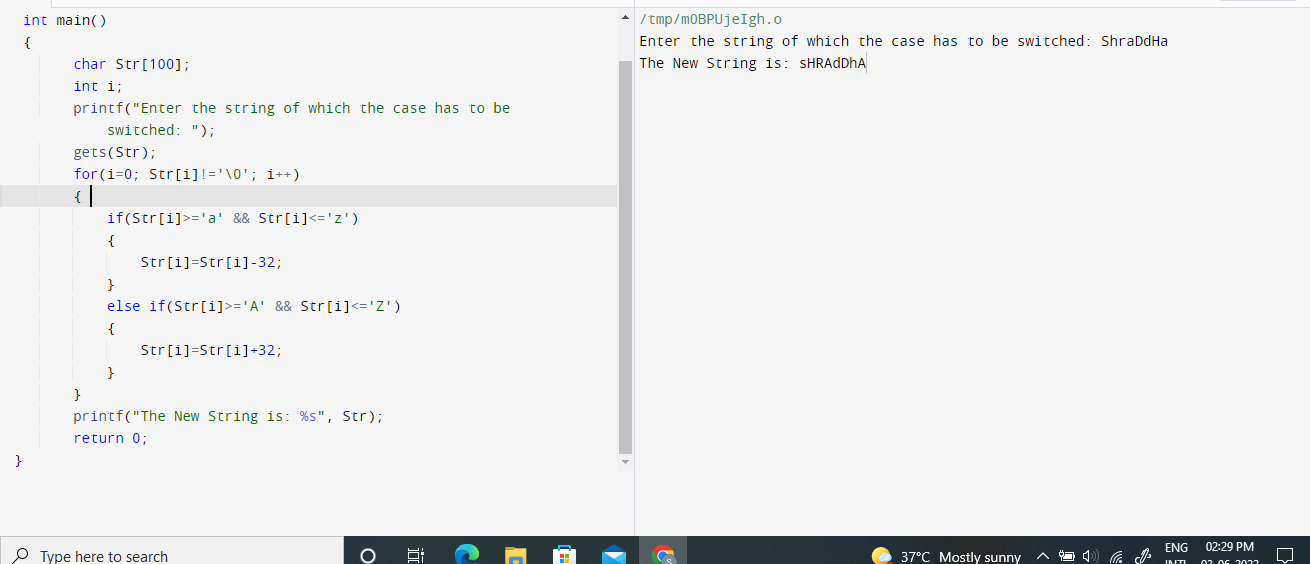 int main()
{
char Str[100];
int i;
printf("Enter the string of which the case has to be
switched: ");
gets(Str);
for(i=0; Str[i]!='\0'; i++)
{
if(Str[i]>='a' && Str[i]<='z')
{
Str[i]=Str[i]-32;
}
else if(Str[i]>='A' && Str[i]<='Z')
{
Str[i]=Str[i]+32;
}
}
printf("The New String is: %s", Str);
return 0;
}
/tmp/m0BPUjeIgh.o
Enter the string of which the case has to be switched: ShraDdHa
The New String is: sHRAdDhA
Type here to search
37°C Mostly sunny
ENG
02:29 PM